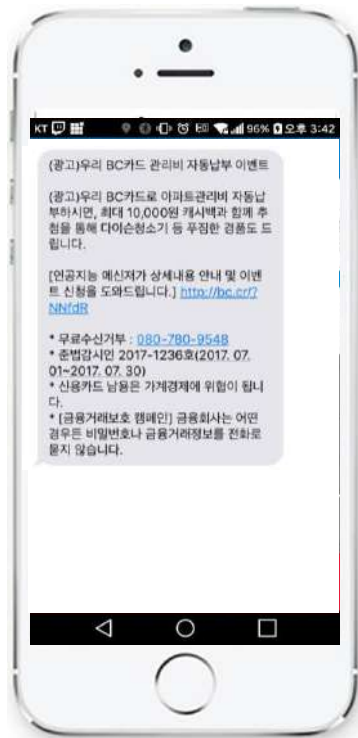 KT 96% 오후 3:42
(광고)우리 BC카드 관리비 자동납부 이벤트
(광고)우리 BC카드로 아파트관리비 자동납
부하시면, 최대 10,000원 캐시백과 함께 추
첨을 통해 다이슨청소기 등 푸짐한 경품도 드
립니다.
[인공지능 메신저가 상세내용 안내 및 이벤
트 신청을 도와드립니다.] http://bc.cr/?
NNfdR
* 무료수신거부 : 080-780-9548
* 준법감시인 2017-1236호(2017. 07.
01~2017. 07. 30)
* 신용카드 남용은 가계경제에 위협이 됩니
다.
* [금융거래보호 캠페인] 금융회사는 어떤
경우든 비밀번호나 금융거래정보를 전화로
묻지 않습니다.